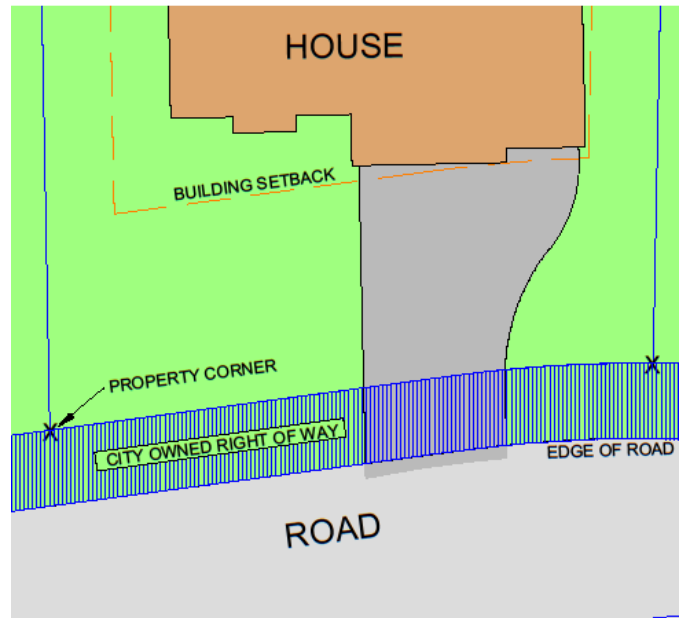 HOUSE
BUILDING SETBACK
PROPERTY CORNER
CITY OWNED RIGHT OF WAY
EDGE OF ROAD
ROAD